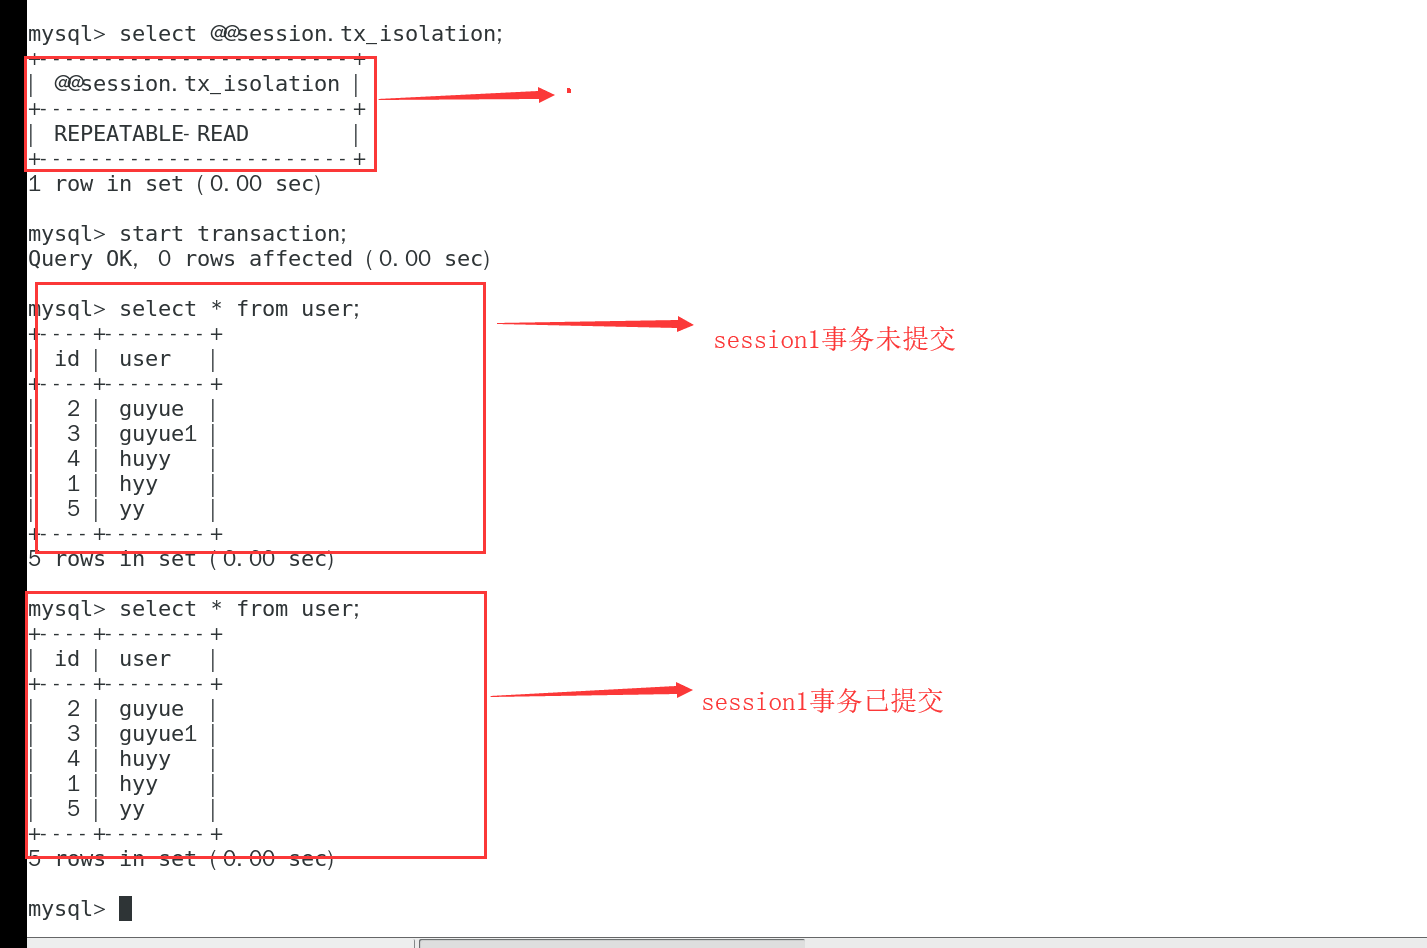 mysql> select @@session.tx_isolation;
+------------------------+
| @@session.tx_isolation |
+------------------------+
| REPEATABLE-READ        |
+------------------------+
1 row in set (0.00 sec)
mysql> start transaction;
Query OK, 0 rows affected (0.00 sec)
mysql> select * from user;
+----+--------+
session1事务未提交
| id | user   |
+----+--------+
|  2 | guyue  |
|  3 | guyue1 |
|  4 | huyy   |
|  1 | hyy    |
|  5 | yy     |
+----+--------+
5 rows in set (0.00 sec)
mysql> select * from user;
+----+--------+
| id | user   |
+----+--------+
session1事务已提交
|  2 | guyue  |
|  3 | guyue1 |
|  4 | huyy   |
|  1 | hyy    |
|  5 | yy     |
+----+--------+
5 rows in set (0.00 sec)
mysql>